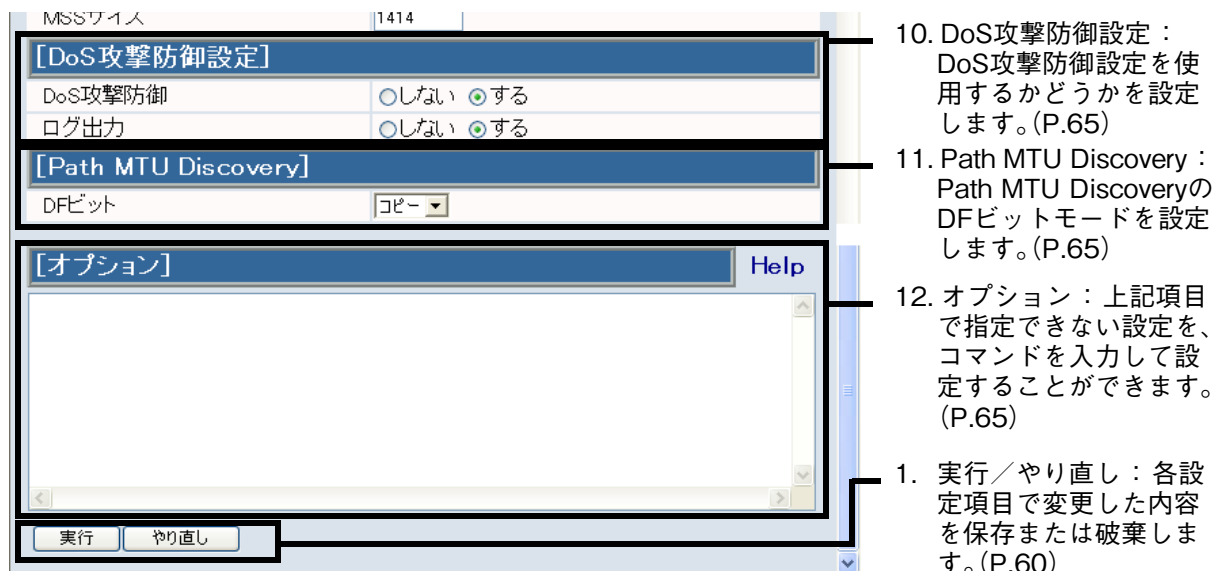 MSSサイズ 1414
[DoS攻撃防御設定]
DoS攻撃防御 しない する
ログ出力 しない する
[Path MTU Discovery]
DFビット コピー
[オプション] Help
実行 やり直し
10. DoS攻撃防御設定：
DoS攻撃防御設定を使
用するかどうかを設定
します。(P.65)
11. Path MTU Discovery：
Path MTU Discoveryの
DFビットモードを設定
します。(P.65)
12. オプション：上記項目
で指定できない設定を、
コマンドを入力して設
定することができます。
(P.65)
1. 実行／やり直し：各設
定項目で変更した内容
を保存または破棄しま
す。(P.60)